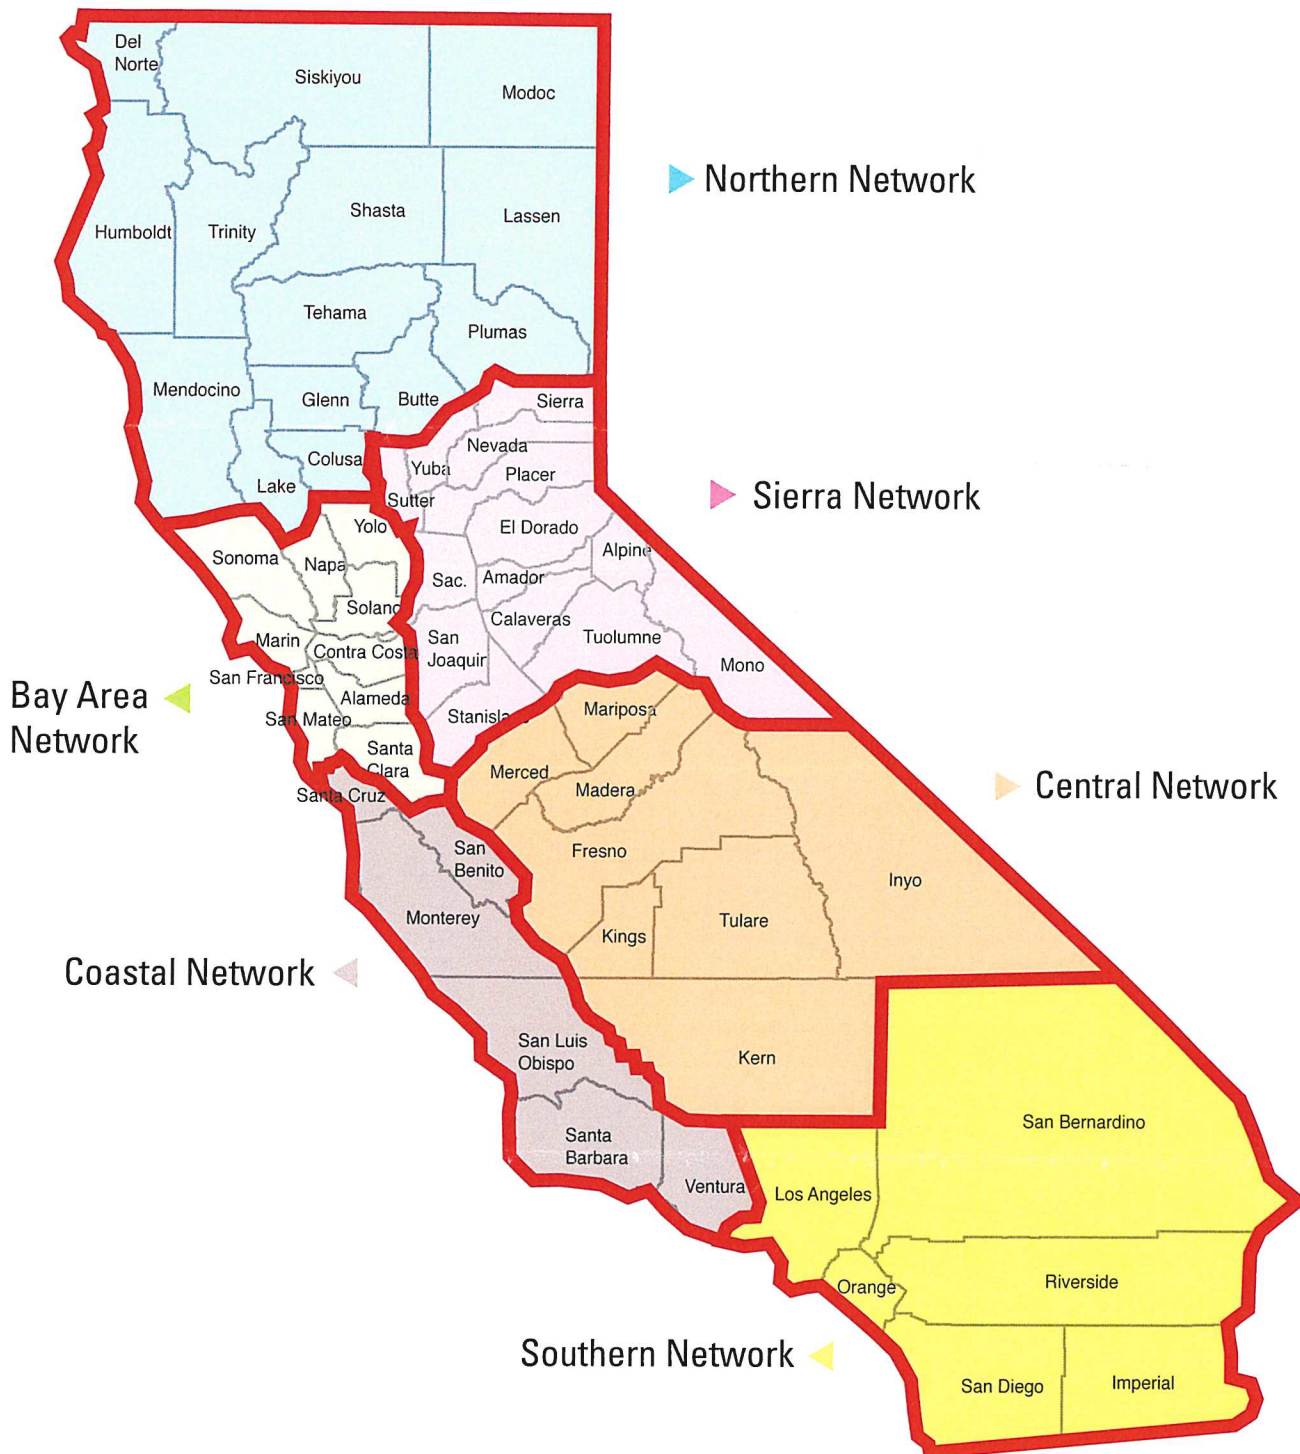 Del
Norte
Siskiyou
Modoc
Northern Network
Humboldt
Trinity
Shasta
Lassen
Tehama
Plumas
Mendocino
Glenn
Butte
Sierra
Colusa
Lake
Nevada
Yuba
Placer
Sutter
Sierra Network
Yolo
El Dorado
Sonoma
Napa
Alpine
Sac.
Amador
Solano
Calaveras
Marin
Contra Costa
San
Joaquin
Tuolumne
Mono
San Francisco
Alameda
Bay Area
Network
San Mateo
Stanislaus
Mariposa
Santa
Clara
Merced
Madera
Central Network
Santa Cruz
San
Benito
Fresno
Inyo
Monterey
Kings
Tulare
Coastal Network
San Luis
Obispo
Kern
San Bernardino
Santa
Barbara
Ventura
Los Angeles
Orange
Riverside
Southern Network
San Diego
Imperial